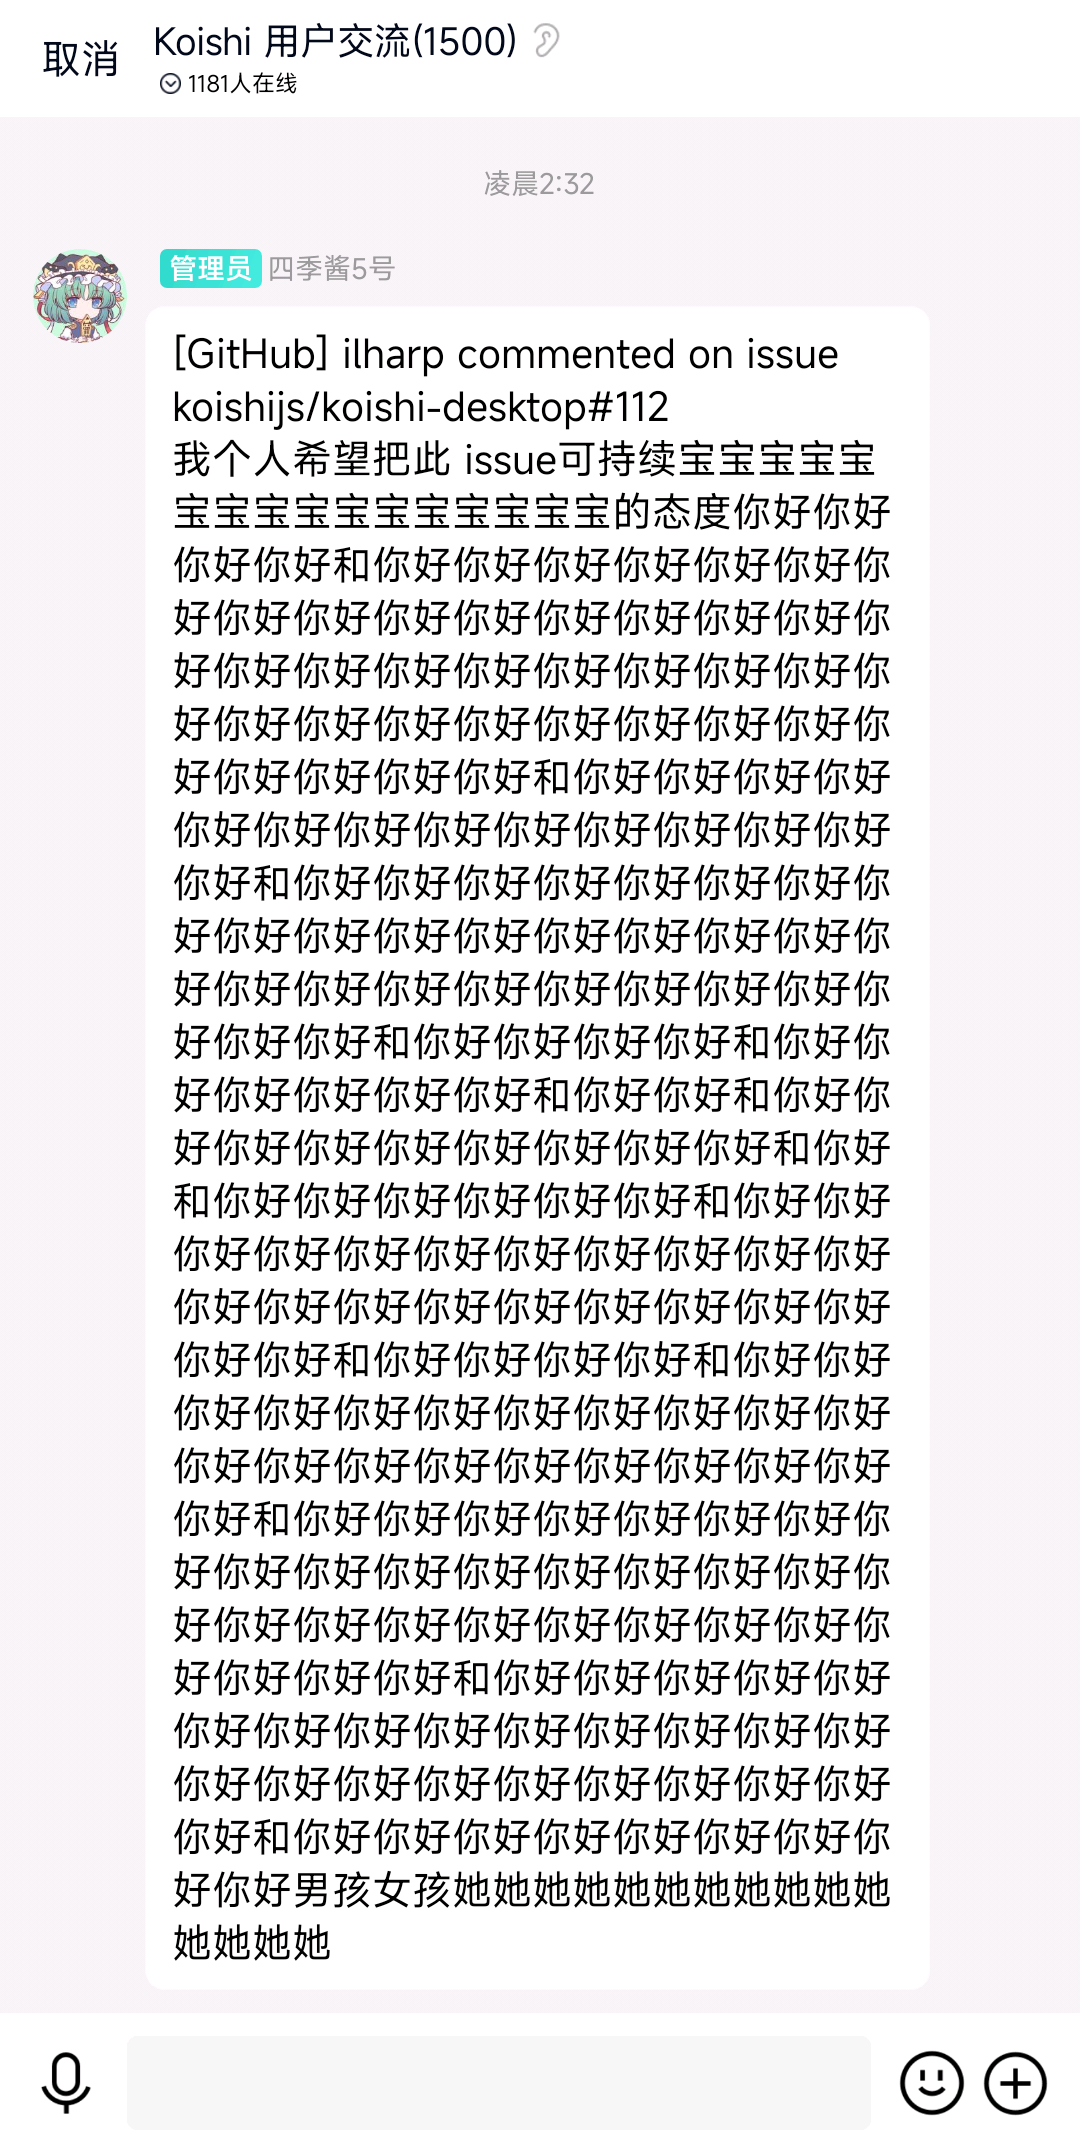 取消
Koishi 用户交流(1500)
1181人在线
凌晨2:32
管理员 四季酱5号
[GitHub] ilharp commented on issue
koishijs/koishi-desktop#112
我个人希望把此 issue可持续宝宝宝宝宝
宝宝宝宝宝宝宝宝宝宝宝的态度你好你好
你好你好和你好你好你好你好你好你好你
好你好你好你好你好你好你好你好你好你
好你好你好你好你好你好你好你好你好你
好你好你好你好你好你好你好你好你好你
好你好你好你好你好和你好你好你好你好
你好你好你好你好你好你好你好你好你好
你好和你好你好你好你好你好你好你好你
好你好你好你好你好你好你好你好你好你
好你好你好你好你好你好你好你好你好你
好你好你好和你好你好你好你好和你好你
好你好你好你好你好和你好你好和你好你
好你好你好你好你好你好你好你好和你好
和你好你好你好你好你好你好和你好你好
你好你好你好你好你好你好你好你好你好
你好你好你好你好你好你好你好你好你好
你好你好和你好你好你好你好和你好你好
你好你好你好你好你好你好你好你好你好
你好你好你好你好你好你好你好你好你好
你好和你好你好你好你好你好你好你好你
好你好你好你好你好你好你好你好你好你
好你好你好你好你好你好你好你好你好你
好你好你好你好和你好你好你好你好你好
你好你好你好你好你好你好你好你好你好
你好你好你好你好你好你好你好你好你好
你好和你好你好你好你好你好你好你好你
好你好男孩女孩她她她她她她她她她她她
她她她她